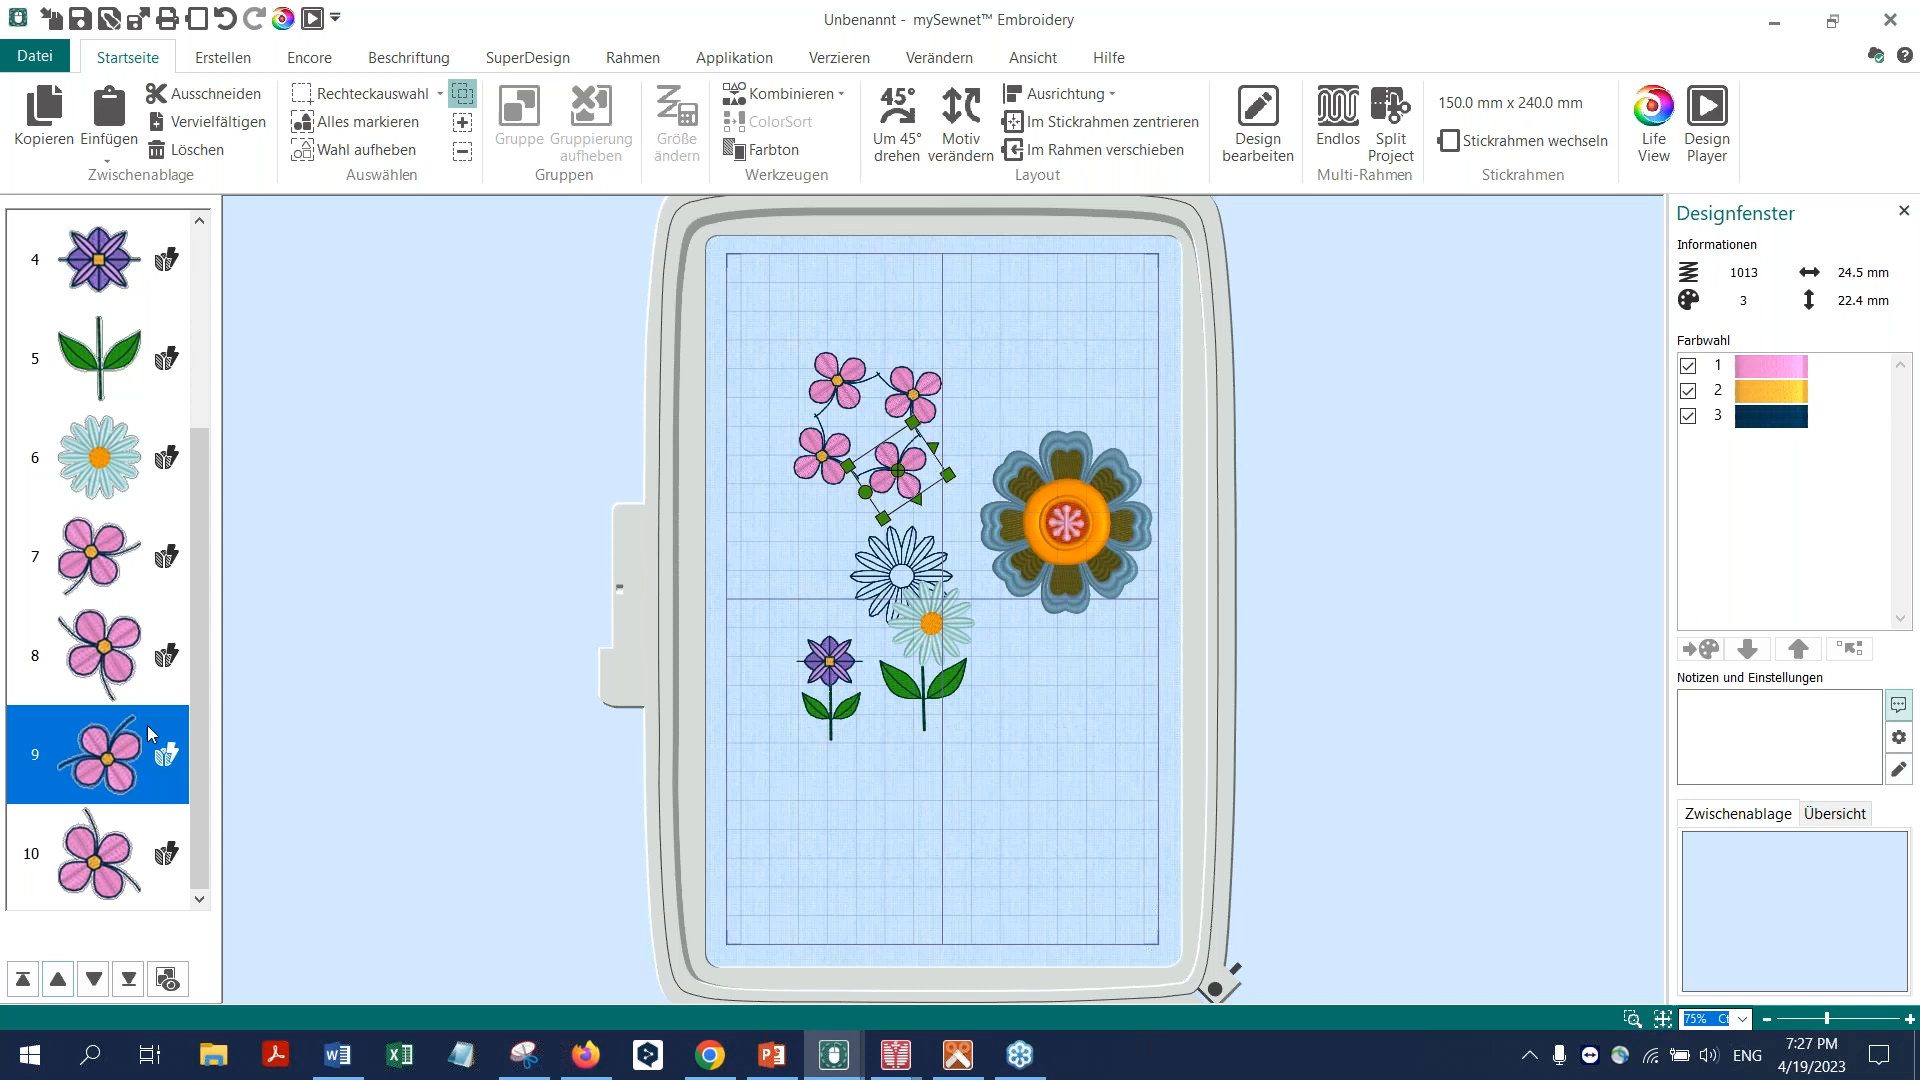 Unbenannt - mySewnet™ Embroidery
Datei Startseite Erstellen Encore Beschriftung SuperDesign Rahmen Applikation Verzieren Verändern Ansicht Hilfe
Kopieren
Einfügen
Ausschneiden
Vervielfältigen
Löschen
Zwischenablage
Rechteckauswahl
Alles markieren
Wahl aufheben
Auswählen
Gruppe
Gruppierung aufheben
Gruppen
Größe ändern
Kombinieren
ColorSort
Farbton
Werkzeugen
45°
Um 45° drehen
Motiv verändern
Ausrichtung
Im Stickrahmen zentrieren
Im Rahmen verschieben
Layout
Design bearbeiten
Endlos
Split Project
Multi-Rahmen
150.0 mm x 240.0 mm
Stickrahmen wechseln
Stickrahmen
Life View
Design Player
4
5
6
7
8
9
10
Designfenster
Informationen
1013 24.5 mm
3 22.4 mm
Farbwahl
1
2
3
Notizen und Einstellungen
Zwischenablage Übersicht
75%
ENG
7:27 PM
4/19/2023